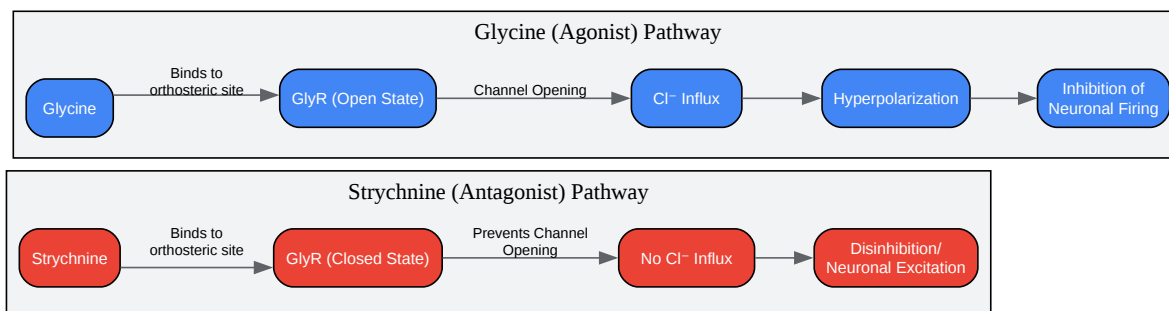 Glycine (Agonist) Pathway
Glycine
Binds to
orthosteric site
GlyR (Open State)
Channel Opening
Cl⁻ Influx
Hyperpolarization
Inhibition of
Neuronal Firing
Strychnine (Antagonist) Pathway
Strychnine
Binds to
orthosteric site
GlyR (Closed State)
Prevents Channel
Opening
No Cl⁻ Influx
Disinhibition/
Neuronal Excitation